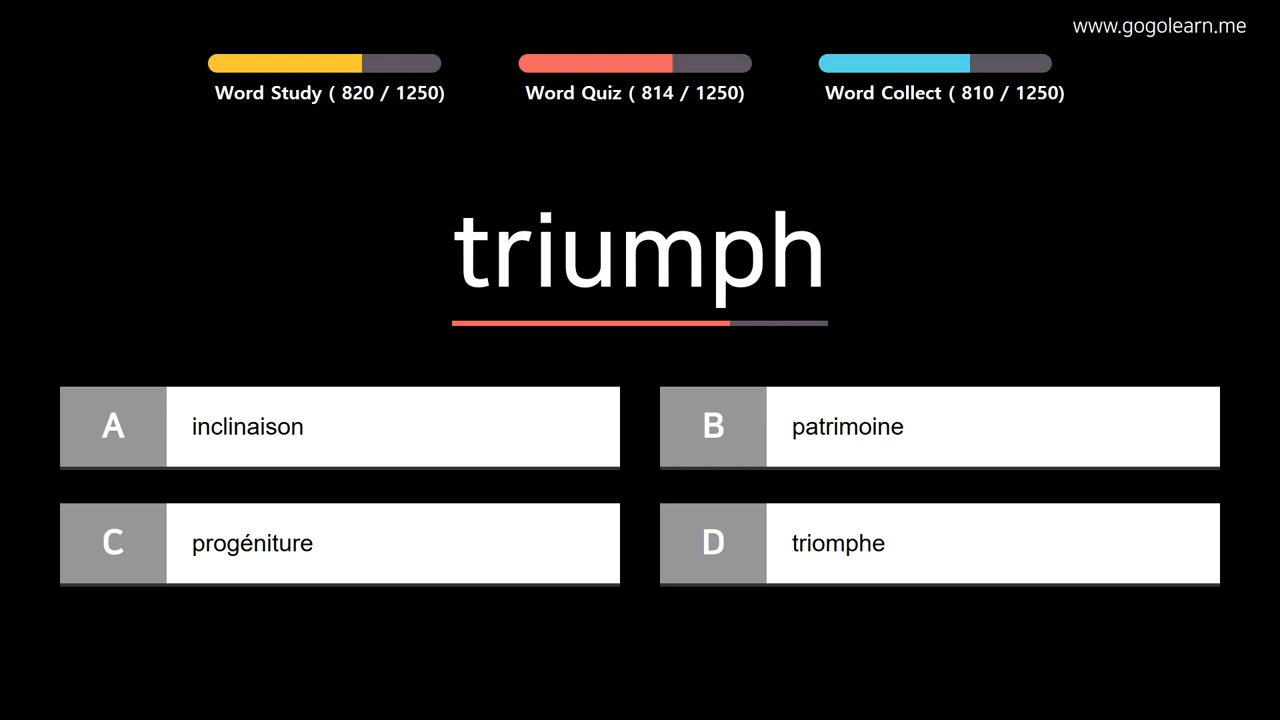 www.gogolearn.me
Word Study ( 820 / 1250)
Word Quiz ( 814 / 1250)
Word Collect ( 810 / 1250)
triumph
A
inclinaison
B
patrimoine
C
progéniture
D
triomphe